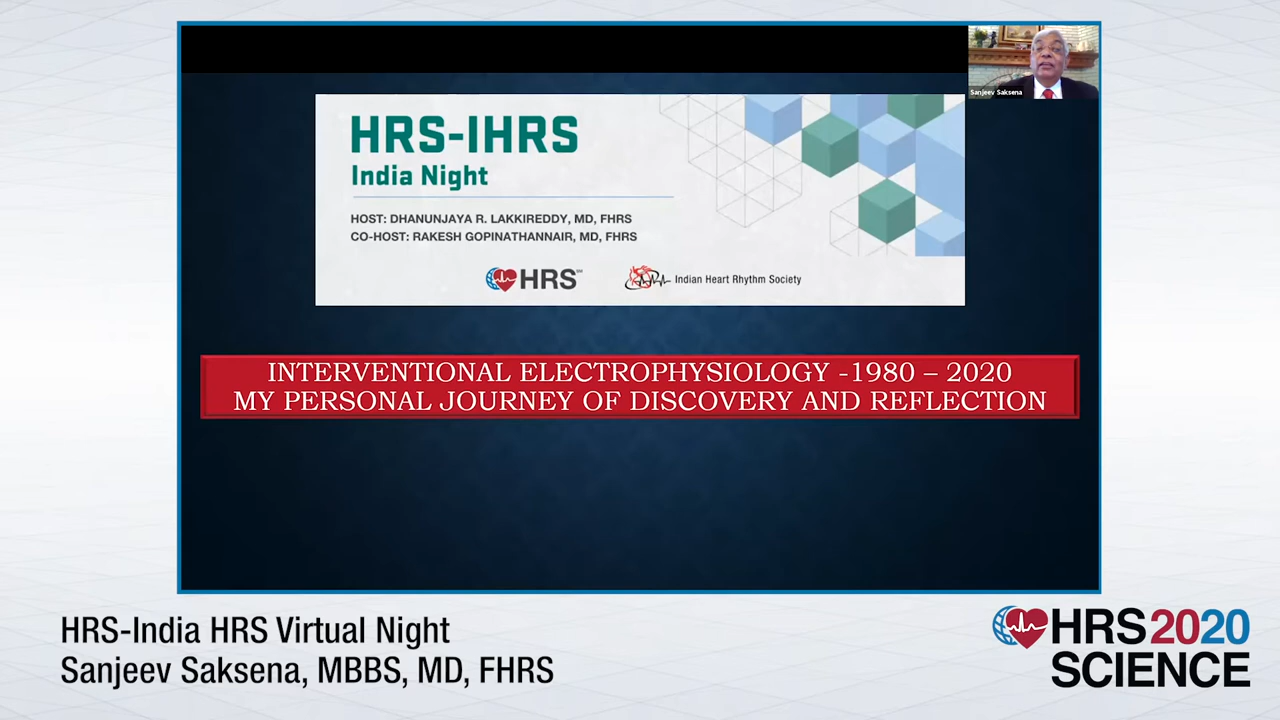 Sanjeev Saksena
HRS-IHRS
India Night
HOST: DHANUNJAYA R. LAKKIREDDY, MD, FHRS
CO-HOST: RAKESH GOPINATHANNAIR, MD, FHRS
HRS
Indian Heart Rhythm Society
INTERVENTIONAL ELECTROPHYSIOLOGY -1980 – 2020
MY PERSONAL JOURNEY OF DISCOVERY AND REFLECTION
HRS-India HRS Virtual Night
Sanjeev Saksena, MBBS, MD, FHRS
HRS2020
SCIENCE